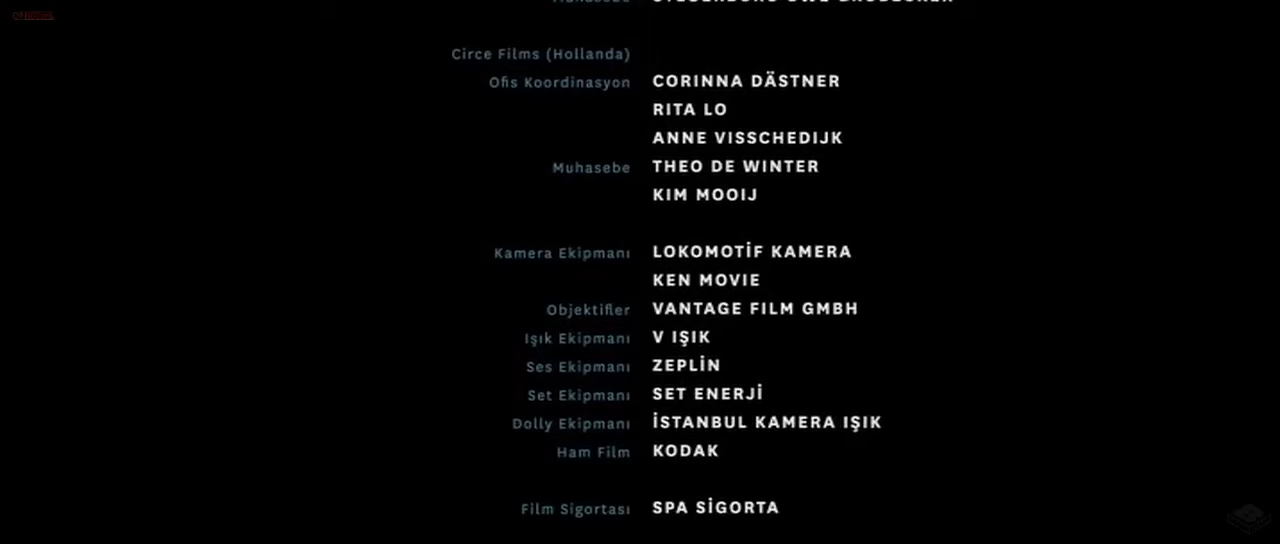 Circe Films (Hollanda)
Ofis Koordinasyon CORINNA DÄSTNER
RITA LO
ANNE VISSCHEDIJK
Muhasebe THEO DE WINTER
KIM MOOIJ
Kamera Ekipmanı LOKOMOTİF KAMERA
KEN MOVIE
Objektifler VANTAGE FILM GMBH
Işık Ekipmanı V IŞIK
Ses Ekipmanı ZEPLİN
Set Ekipmanı SET ENERJİ
Dolly Ekipmanı İSTANBUL KAMERA IŞIK
Ham Film KODAK
Film Sigortası SPA SİGORTA